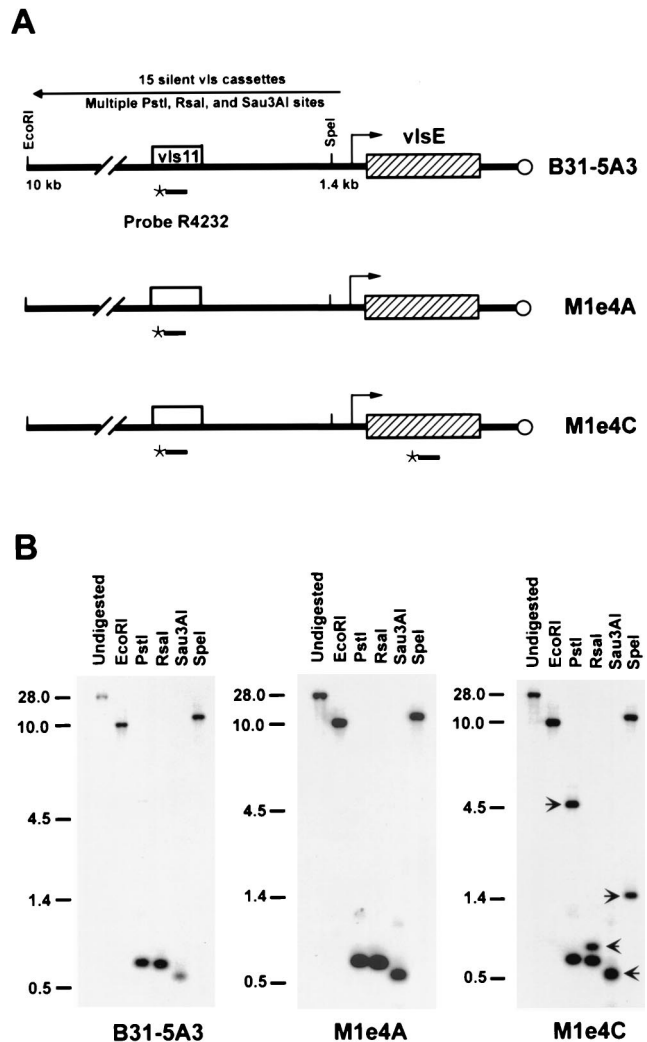 A
15 silent vls cassettes
Multiple PstI, RsaI, and Sau3AI sites
EcoRI
SpeI
vlsE
vls11
B31-5A3
10 kb
1.4 kb
Probe R4232
M1e4A
M1e4C
B
Undigested EcoRI PstI RsaI Sau3AI SpeI
28.0
10.0
4.5
1.4
0.5
B31-5A3
Undigested EcoRI PstI RsaI Sau3AI SpeI
28.0
10.0
4.5
1.4
0.5
M1e4A
Undigested EcoRI PstI RsaI Sau3AI SpeI
28.0
10.0
4.5
1.4
0.5
M1e4C